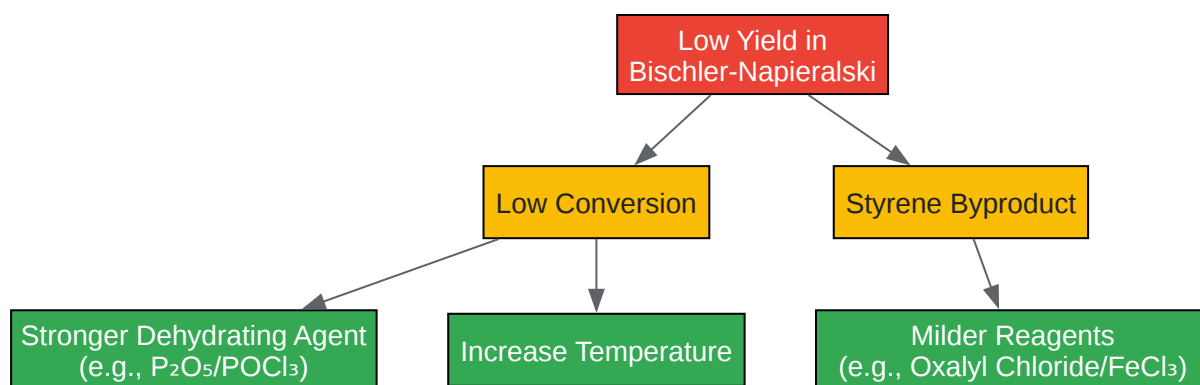 Low Yield in
Bischler-Napieralski
Low Conversion
Styrene Byproduct
Stronger Dehydrating Agent
(e.g., P₂O₅/POCl₃)
Increase Temperature
Milder Reagents
(e.g., Oxalyl Chloride/FeCl₃)